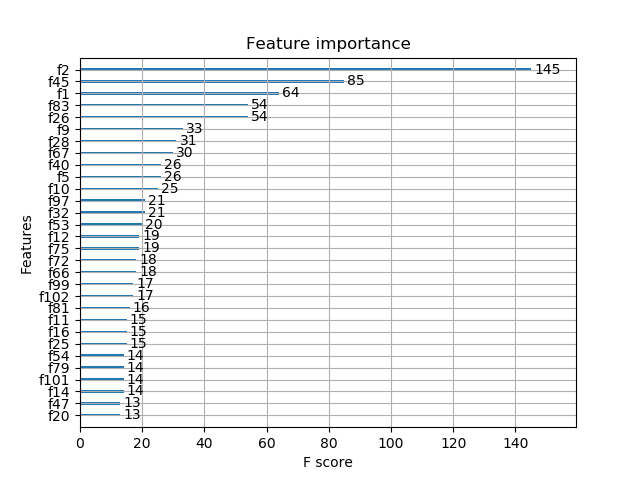 Feature importance
f2 145
f45 85
f1 64
f83 54
f26 54
f9 33
f28 31
f67 30
f40 26
f5 26
f10 25
f97 21
f32 21
f53 20
f12 19
f75 19
f72 18
f66 18
f99 17
f102 17
f81 16
f11 15
f16 15
f25 15
f54 14
f79 14
f101 14
f14 14
f47 13
f20 13
Features
0 20 40 60 80 100 120 140
F score